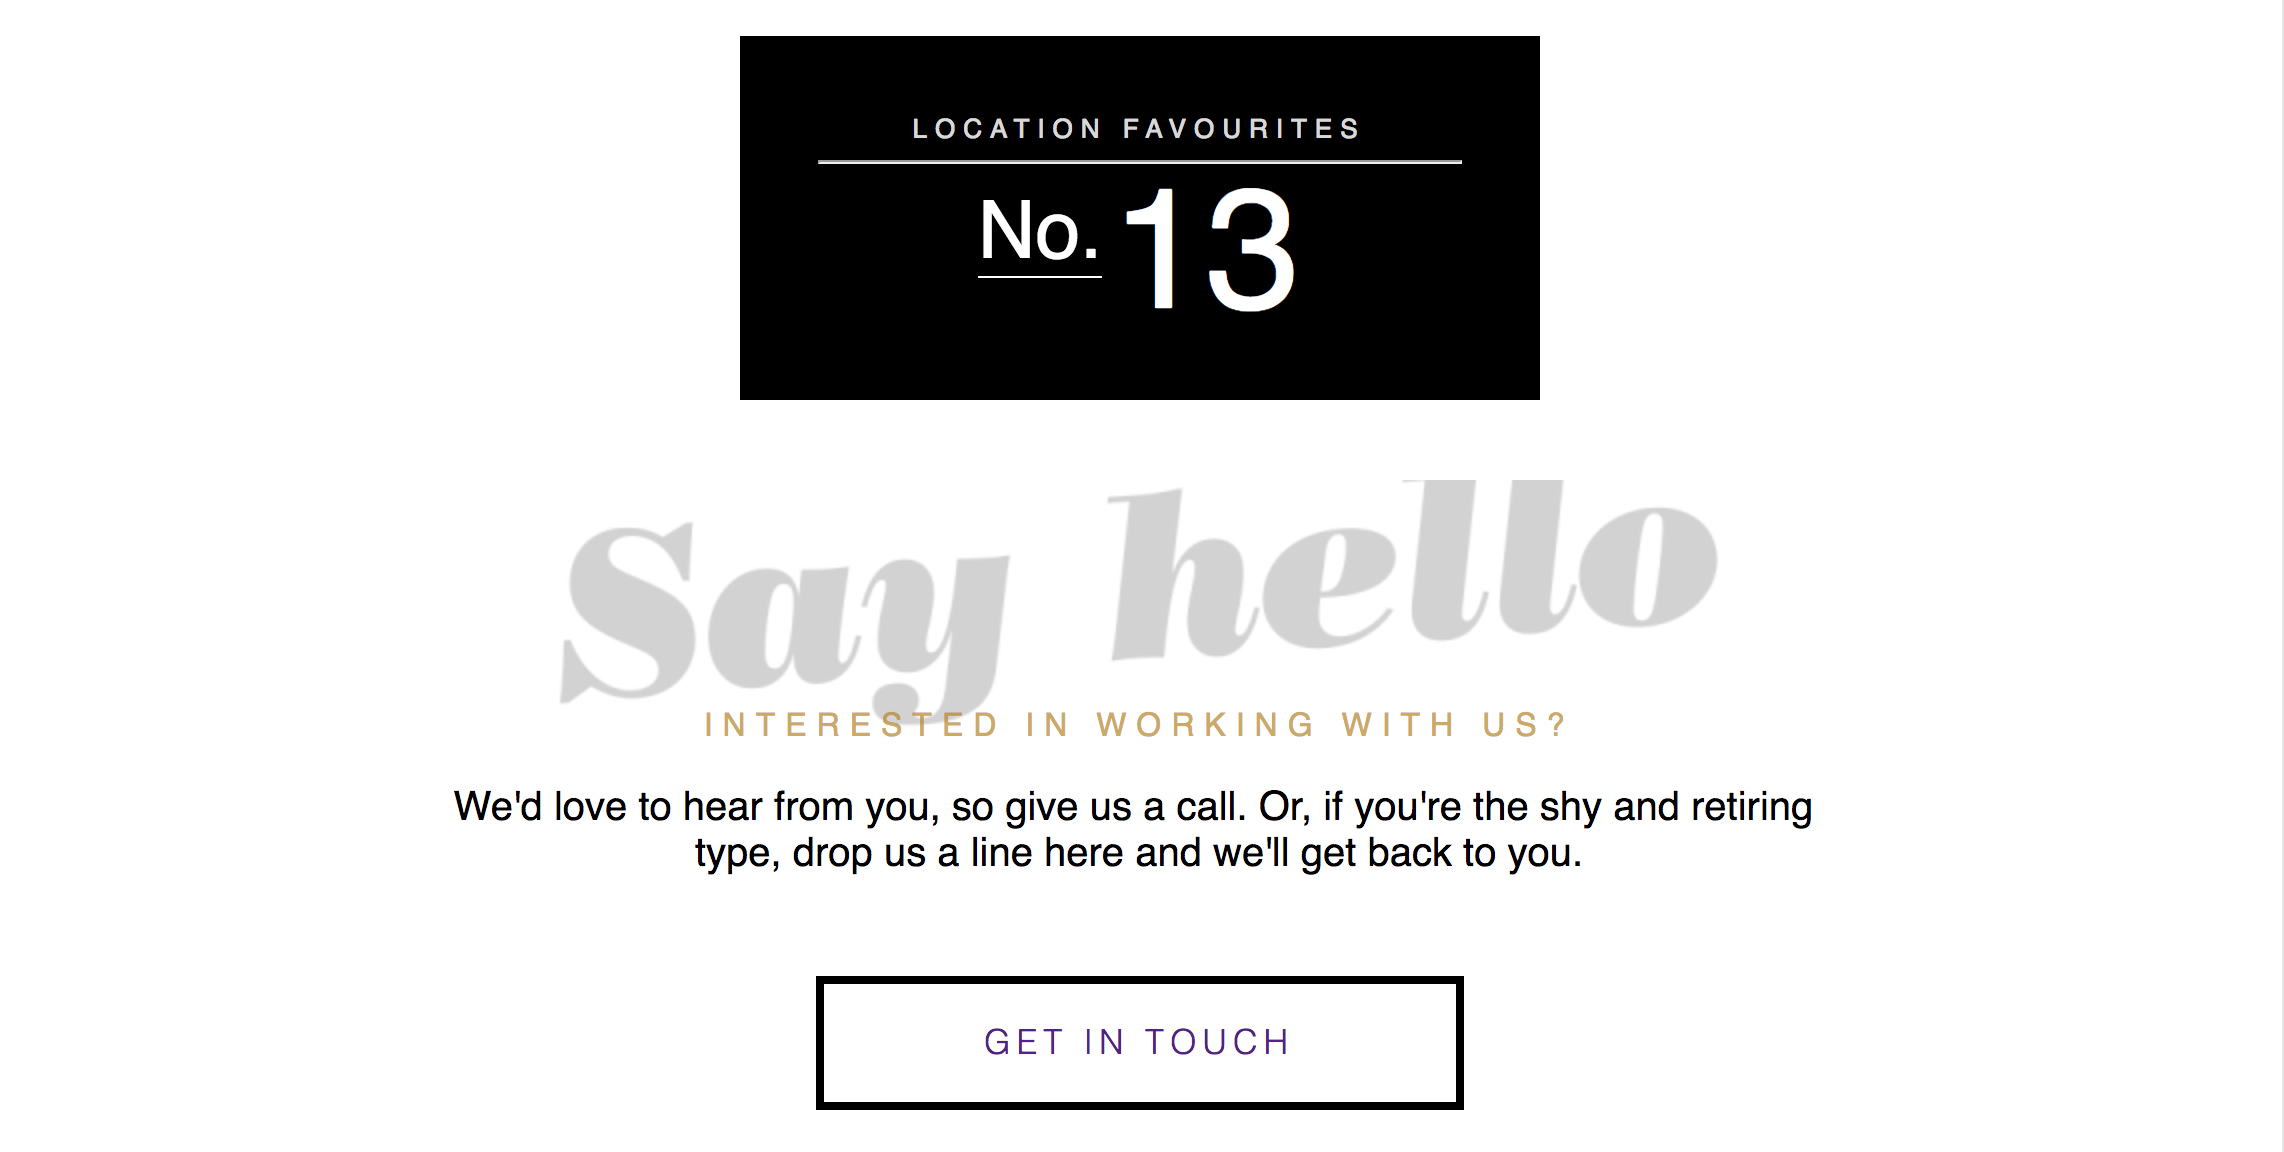 LOCATION FAVOURITES
No. 13
Say hello
INTERESTED IN WORKING WITH US?
We'd love to hear from you, so give us a call. Or, if you're the shy and retiring
type, drop us a line here and we'll get back to you.
GET IN TOUCH